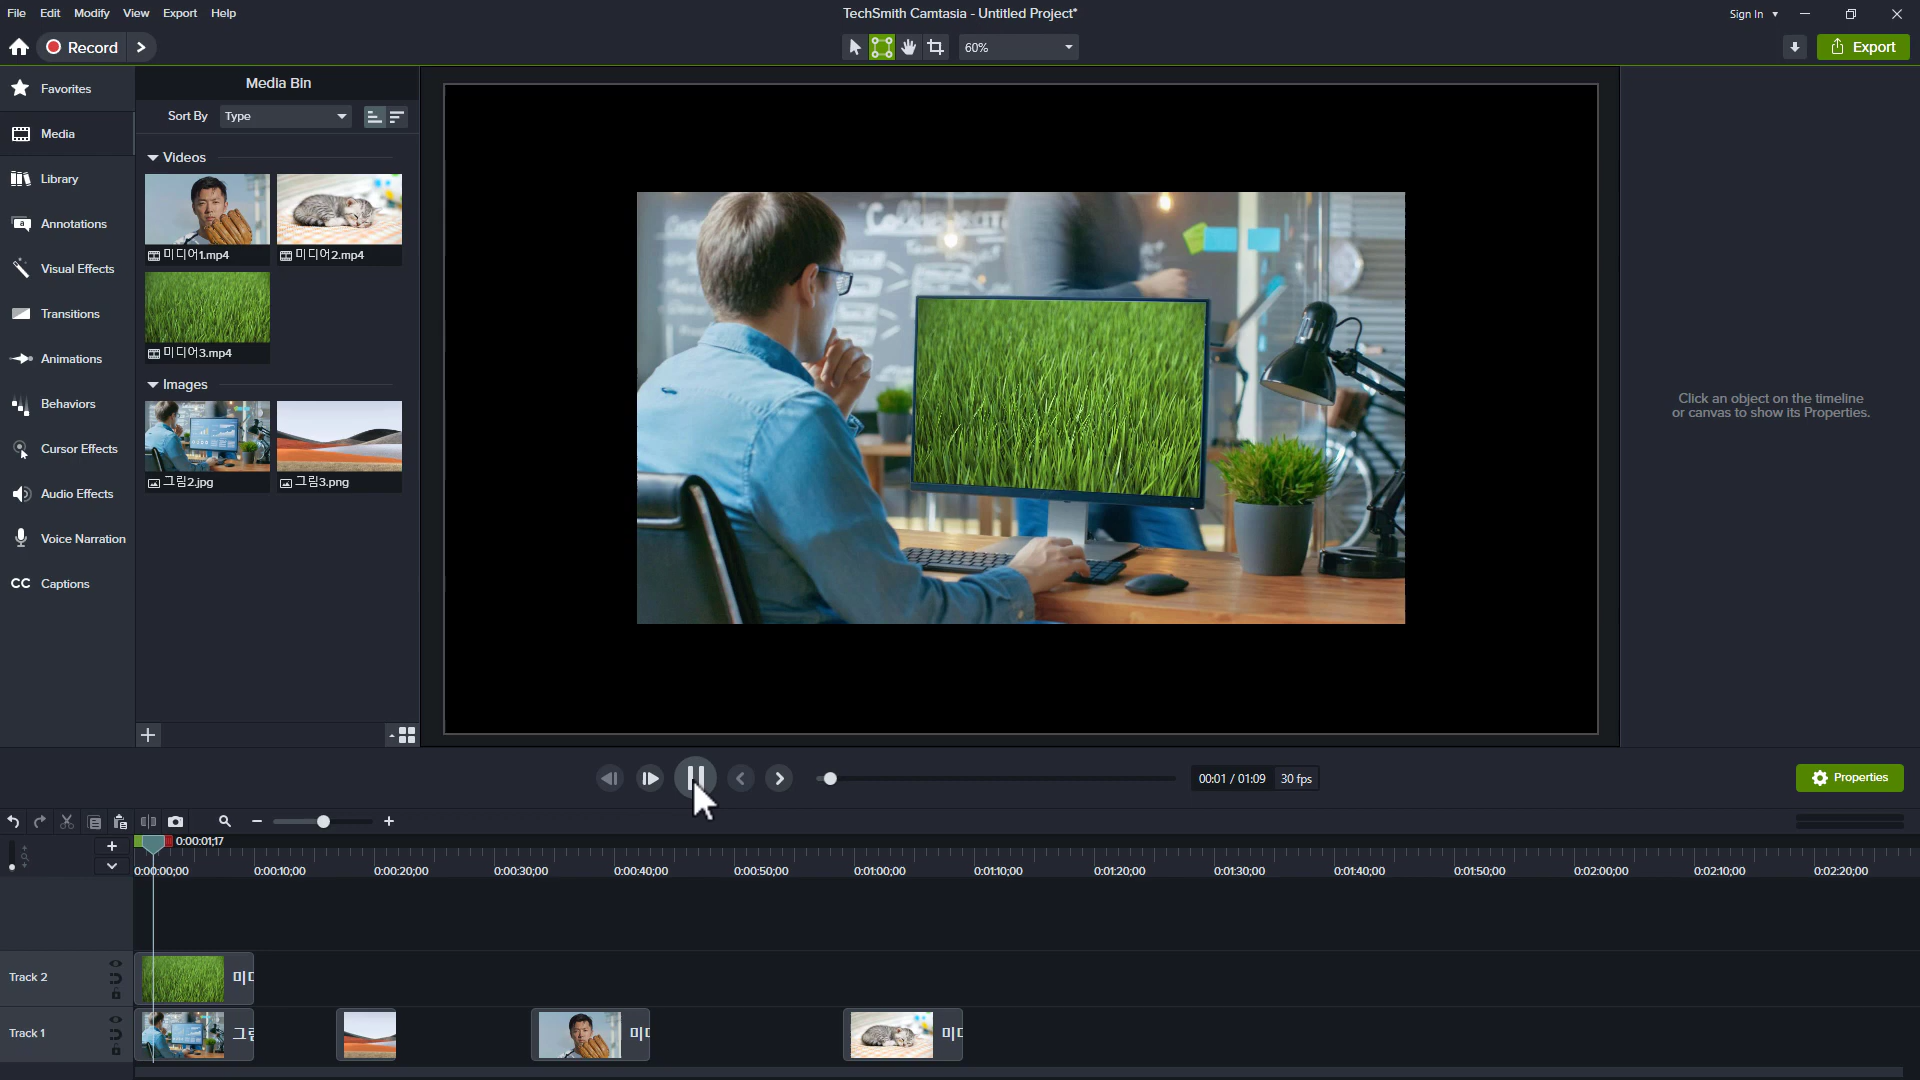 File Edit Modify View Export Help
TechSmith Camtasia - Untitled Project*
Sign In
Record
60%
Export
Favorites
Media
Library
Annotations
Visual Effects
Transitions
Animations
Behaviors
Cursor Effects
Audio Effects
Voice Narration
CC Captions
Media Bin
Sort By Type
Videos
미디어1.mp4
미디어2.mp4
미디어3.mp4
Images
그림2.jpg
그림3.png
Click an object on the timeline
or canvas to show its Properties.
00:01 / 01:09 30 fps
Properties
0:00:01;17
0:00:00;00 0:00:10;00 0:00:20;00 0:00:30;00 0:00:40;00 0:00:50;00 0:01:00;00 0:01:10;00 0:01:20;00 0:01:30;00 0:01:40;00 0:01:50;00 0:02:00;00 0:02:10;00 0:02:20;00
Track 2
Track 1